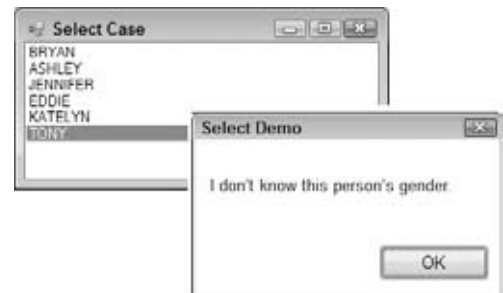 Select Case
BRYAN
ASHLEY
JENNIFER
EDDIE
KATELYN
TONY
Select Demo
I don't know this person's gender.
OK